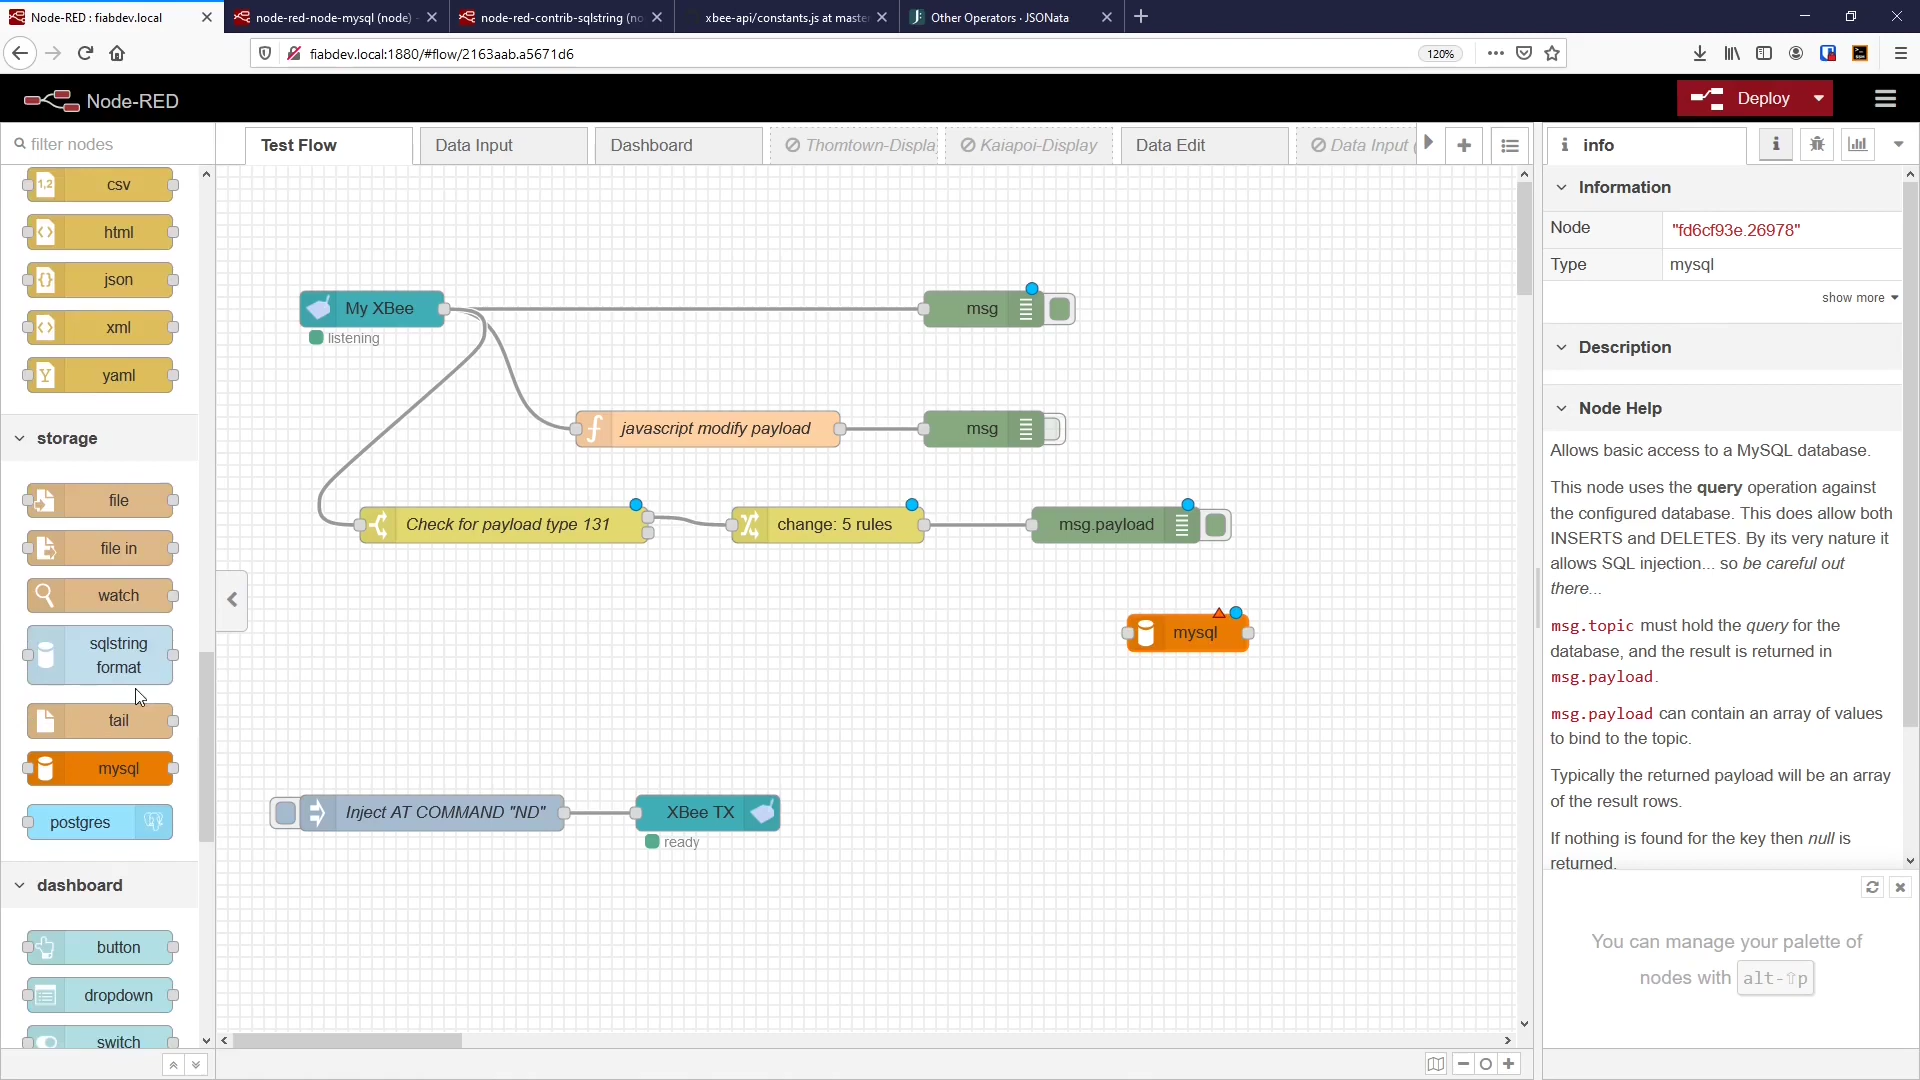 Node-RED : fiabdev.local
node-red-node-mysql (node)
node-red-contrib-sqlstring (no
xbee-api/constants.js at maste
Other Operators · JSONata
fiabdev.local:1880/#flow/2163aab.a5671d6
120%
Node-RED
Deploy
filter nodes
Test Flow
Data Input
Dashboard
Thomtown-Displa
Kaiapoi-Display
Data Edit
Data Input (
i info
i
csv
1,2
html
json
xml
yaml
Y
storage
file
file in
watch
sqlstring
format
tail
mysql
postgres
dashboard
button
dropdown
switch
My XBee
listening
msg
javascript modify payload
msg
Check for payload type 131
change: 5 rules
msg.payload
mysql
Inject AT COMMAND "ND"
XBee TX
ready
Information
Node
"fd6cf93e.26978"
Type
mysql
show more
Description
Node Help
Allows basic access to a MySQL database.
This node uses the query operation against
the configured database. This does allow both
INSERTS and DELETES. By its very nature it
allows SQL injection... so be careful out
there...
msg.topic must hold the query for the
database, and the result is returned in
msg.payload.
msg.payload can contain an array of values
to bind to the topic.
Typically the returned payload will be an array
of the result rows.
If nothing is found for the key then null is
returned.
You can manage your palette of
nodes with alt-⇧p